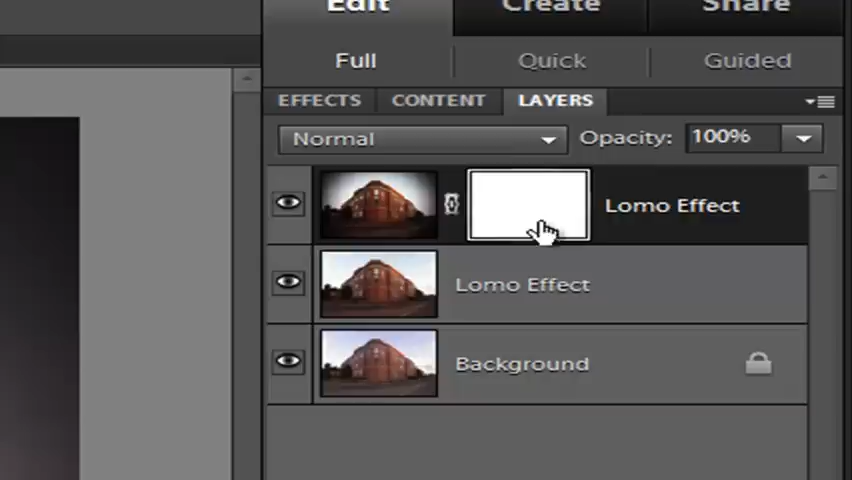 Edit Create Share
Full Quick Guided
EFFECTS CONTENT LAYERS
Normal Opacity: 100%
Lomo Effect
Lomo Effect
Background